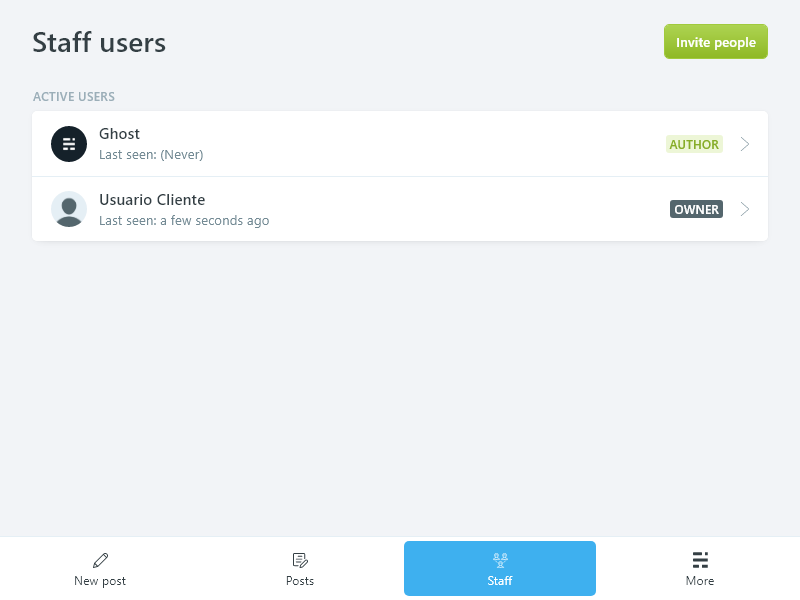 Staff users
Invite people
ACTIVE USERS
Ghost
Last seen: (Never)
AUTHOR
Usuario Cliente
Last seen: a few seconds ago
OWNER
New post
Posts
Staff
More